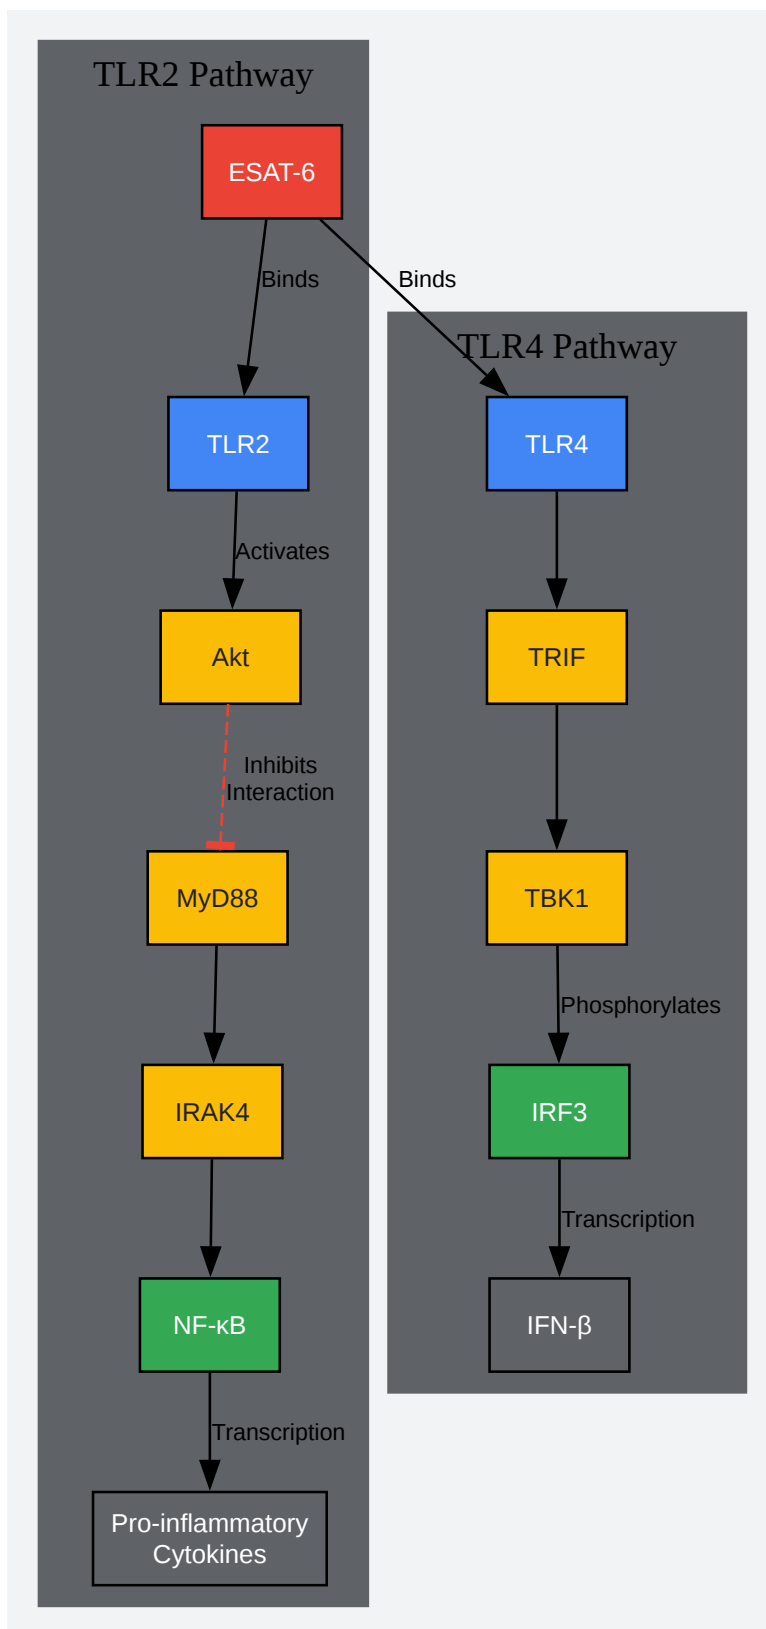 TLR2 Pathway
ESAT-6
Binds
Binds
TLR4 Pathway
TLR2
TLR4
Activates
Akt
TRIF
Inhibits
Interaction
MyD88
TBK1
Phosphorylates
IRAK4
IRF3
Transcription
NF-κB
IFN-β
Transcription
Pro-inflammatory
Cytokines